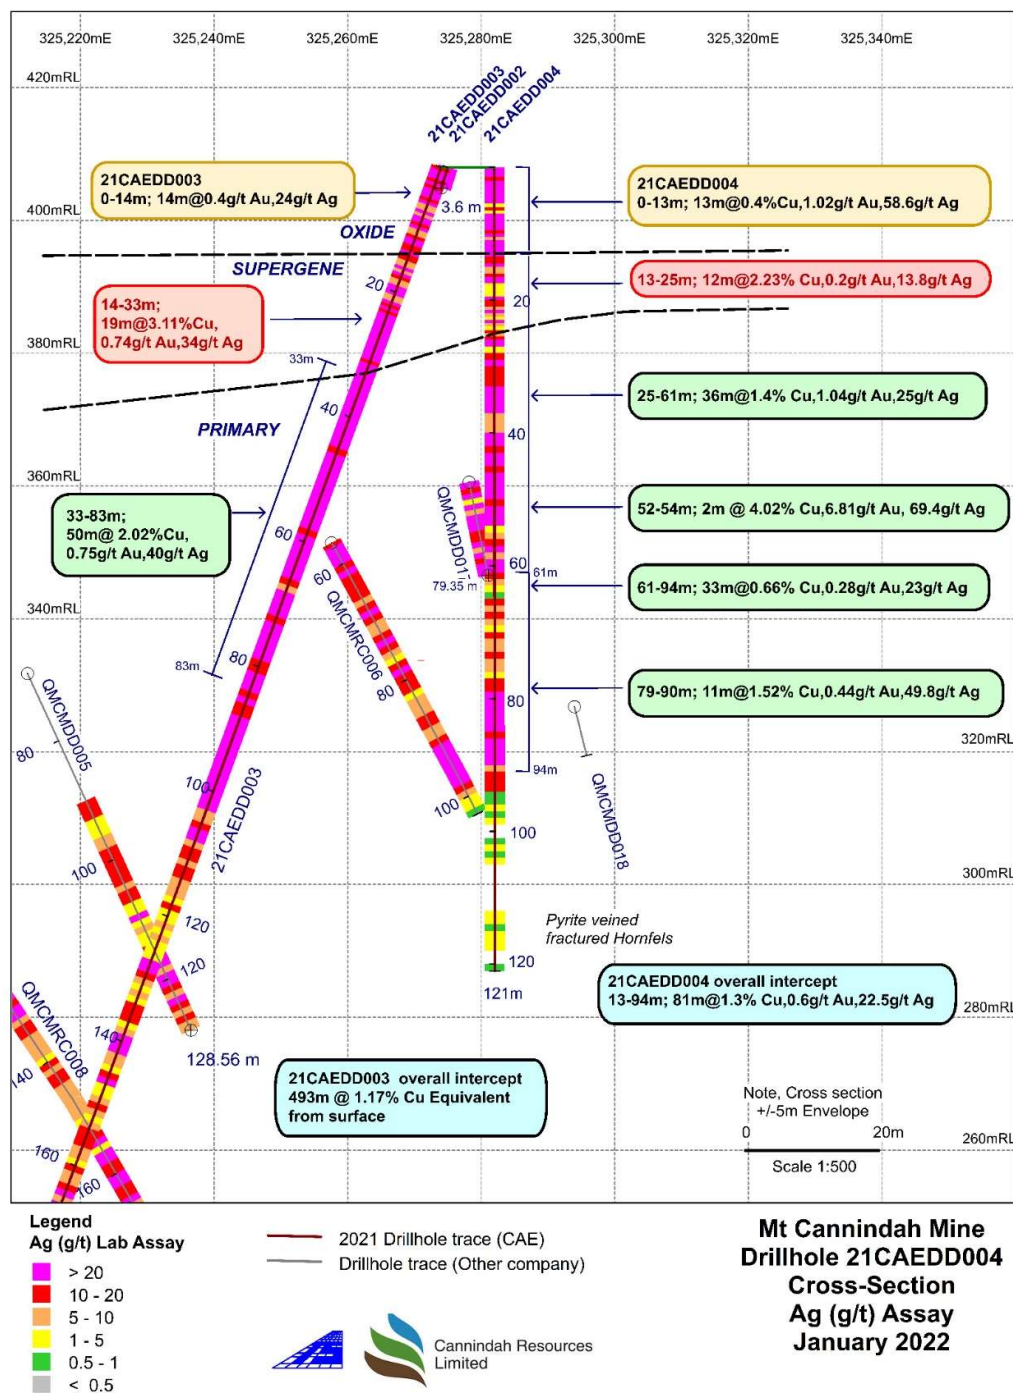 325,220mE 325,240mE 325,260mE 325,280mE 325,300mE 325,320mE 325,340mE
420mRL
21CAEDD003
21CAEDD002
21CAEDD004
21CAEDD003
0-14m; 14m@0.4g/t Au,24g/t Ag
21CAEDD004
0-13m; 13m@0.4%Cu,1.02g/t Au,58.6g/t Ag
3.6 m
400mRL
400mRL
OXIDE
SUPERGENE
13-25m; 12m@2.23% Cu,0.2g/t Au,13.8g/t Ag
20
20
14-33m;
19m@3.11%Cu,
0.74g/t Au,34g/t Ag
380mRL
380mRL
33m
25-61m; 36m@1.4% Cu,1.04g/t Au,25g/t Ag
40
PRIMARY
40
360mRL
360mRL
QMCMDD017
33-83m;
50m@ 2.02%Cu,
0.75g/t Au,40g/t Ag
52-54m; 2m @ 4.02% Cu,6.81g/t Au, 69.4g/t Ag
60
60
60
61m
79.35 m
61-94m; 33m@0.66% Cu,0.28g/t Au,23g/t Ag
340mRL
340mRL
QMCMRC006
83m
80
80
79-90m; 11m@1.52% Cu,0.44g/t Au,49.8g/t Ag
80
QMCMDD005
80
320mRL
94m
QMCMDD018
100
100
100
21CAEDD003
100
300mRL
120
Pyrite veined
fractured Hornfels
120
120
121m
21CAEDD004 overall intercept
13-94m; 81m@1.3% Cu,0.6g/t Au,22.5g/t Ag
280mRL
QMCMRC008
140
140
128.56 m
21CAEDD003 overall intercept
493m @ 1.17% Cu Equivalent
from surface
Note, Cross section
+/-5m Envelope
0 20m
Scale 1:500
260mRL
160
160
Legend
Ag (g/t) Lab Assay
> 20
10 - 20
5 - 10
1 - 5
0.5 - 1
< 0.5
2021 Drillhole trace (CAE)
Drillhole trace (Other company)
Cannindah Resources
Limited
Mt Cannindah Mine
Drillhole 21CAEDD004
Cross-Section
Ag (g/t) Assay
January 2022